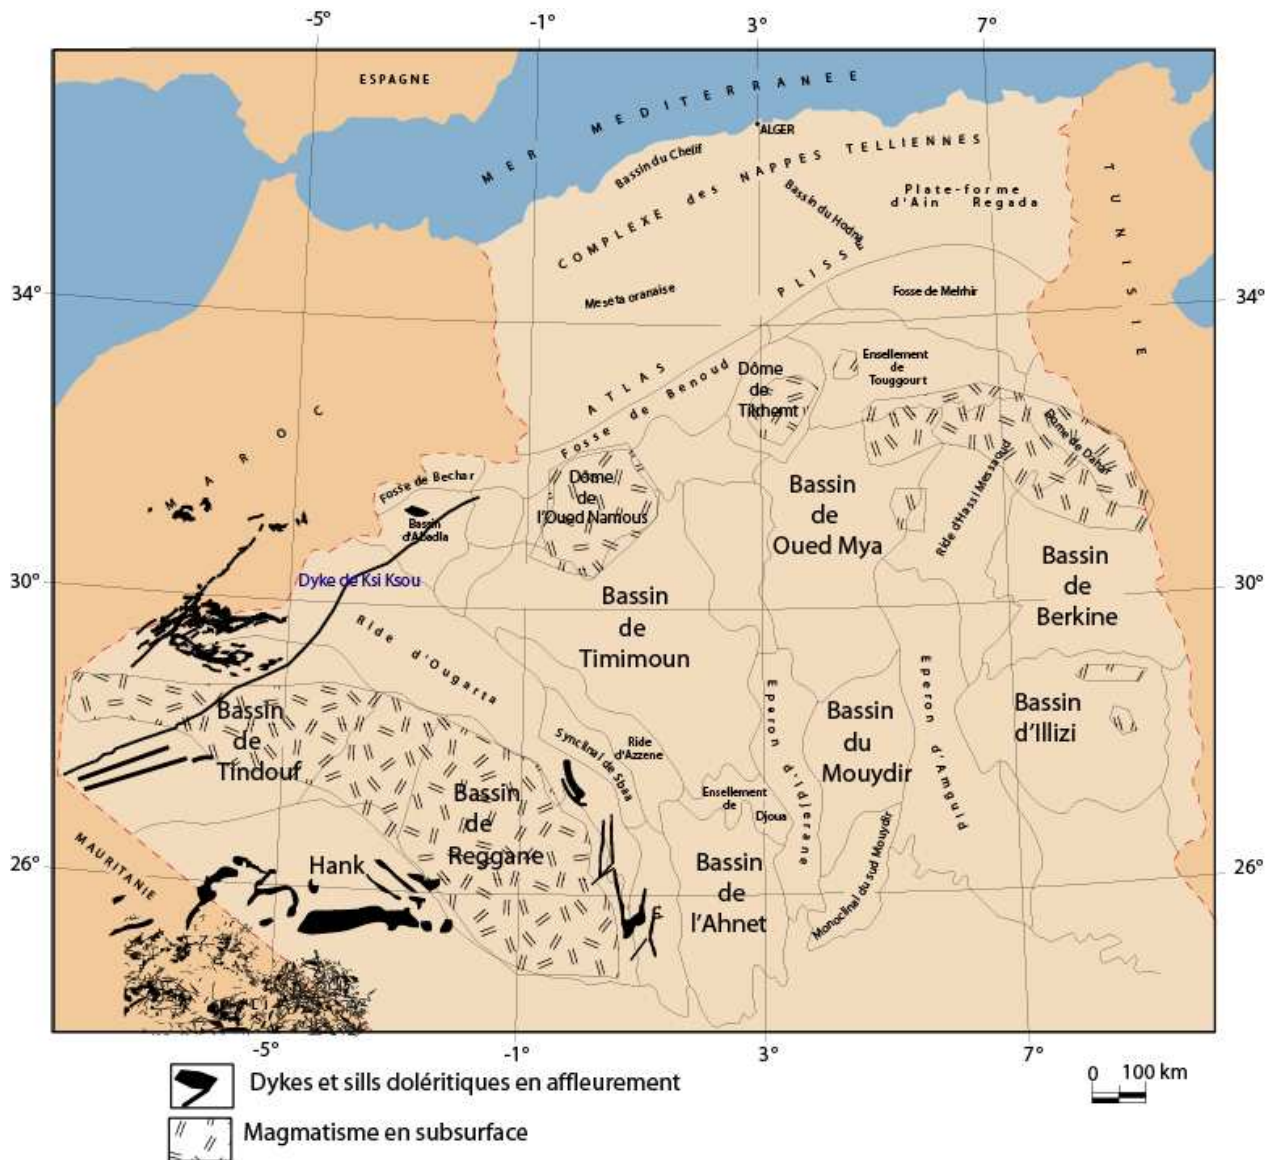 -5°
-1°
3°
7°
ESPAGNE
MER MEDITERRANEE
ALGER
Bassin du Chelif
COMPLEXE des NAPPES TELLIENNES
TUNISIE
Plate-forme
d'Ain Regada
Bassin du Hodna
34°
34°
Meseta oranaise
ATLAS PLISSE
Fosse de Melrhir
Ensellement
de
Touggourt
Fosse de Benoud
Dôme
de
Tilrhemt
MAROC
Dome de Dahar
Fosse de Bechar
Dôme
de
l'Oued Namous
Bassin
de
Oued Mya
Ride d'Hassi Messaoud
Bassin
d'Abadla
30°
30°
Dyke de Ksi Ksou
Bassin
de
Timimoun
Bassin
de
Berkine
Ride d'Ougarta
Eperon d'Idjerane
Eperon d'Amguid
Bassin
de
Tindouf
Synclinal de Sbaa
Ride
d'Azzene
Bassin
du
Mouydir
Bassin
d'Illizi
Bassin
de
Reggane
Ensellement
de
Djoua
MAURITANIE
26°
26°
Hank
Bassin
de
l'Ahnet
Monoclinal du sud Mouydir
-5°
-1°
3°
7°
Dykes et sills doléritiques en affleurement
0 100 km
Magmatisme en subsurface